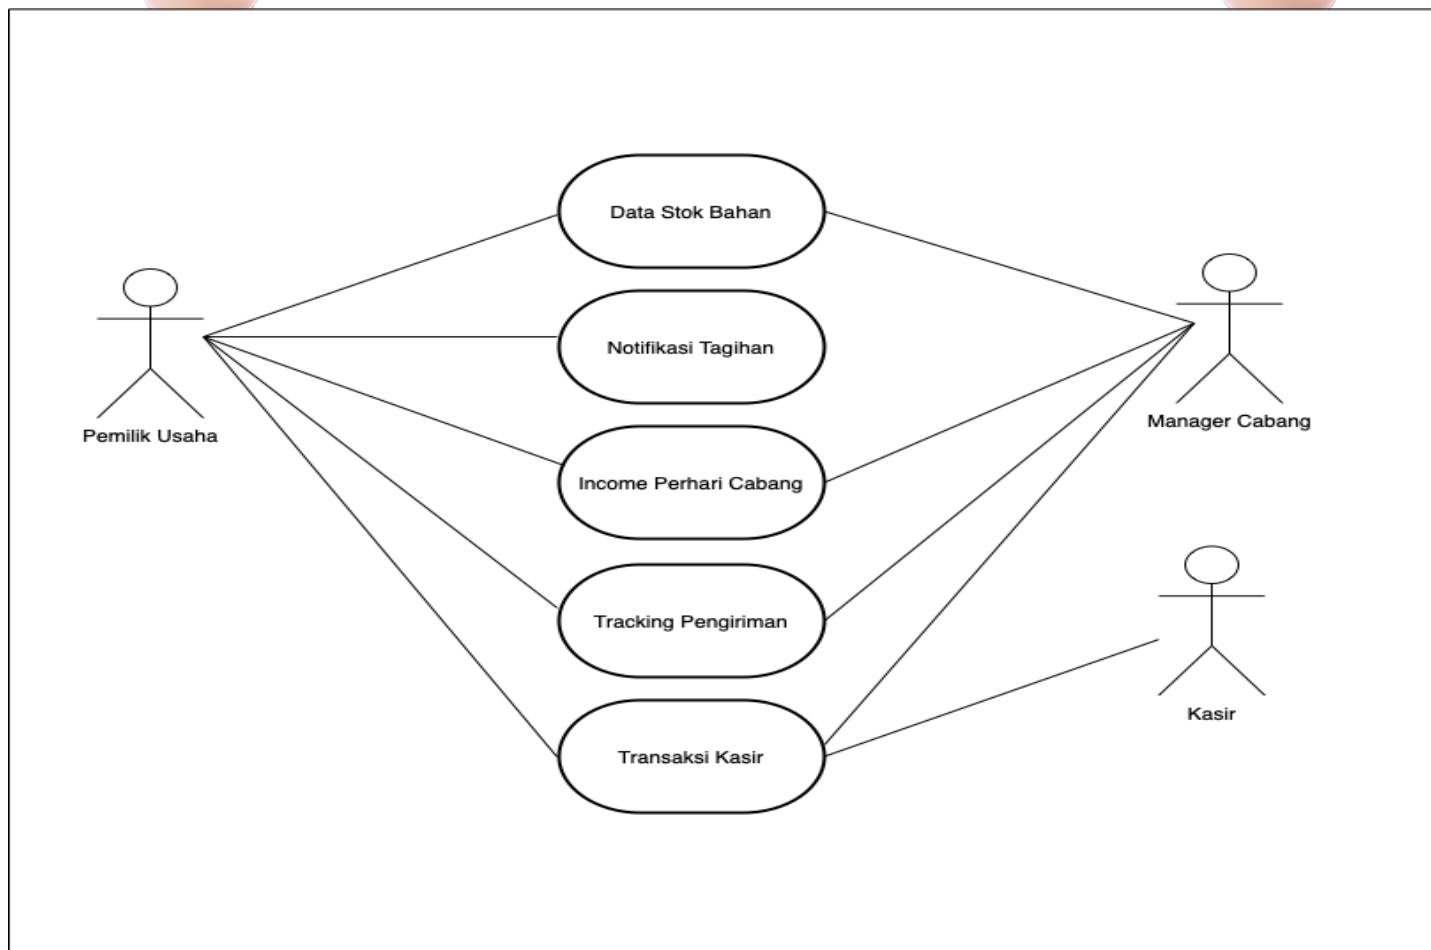 Data Stok Bahan
Notifikasi Tagihan
Pemilik Usaha
Manager Cabang
Income Perhari Cabang
Tracking Pengiriman
Kasir
Transaksi Kasir